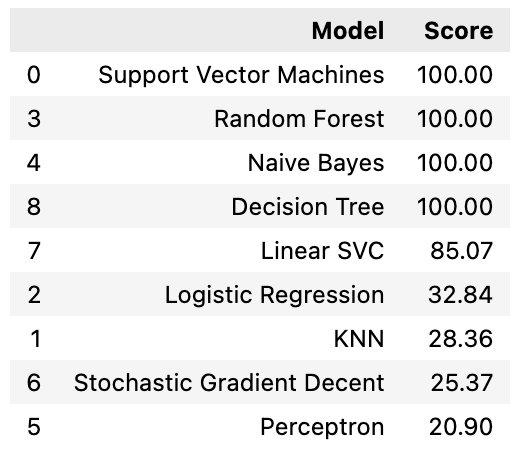 Model Score
0 Support Vector Machines 100.00
3 Random Forest 100.00
4 Naive Bayes 100.00
8 Decision Tree 100.00
7 Linear SVC 85.07
2 Logistic Regression 32.84
1 KNN 28.36
6 Stochastic Gradient Decent 25.37
5 Perceptron 20.90